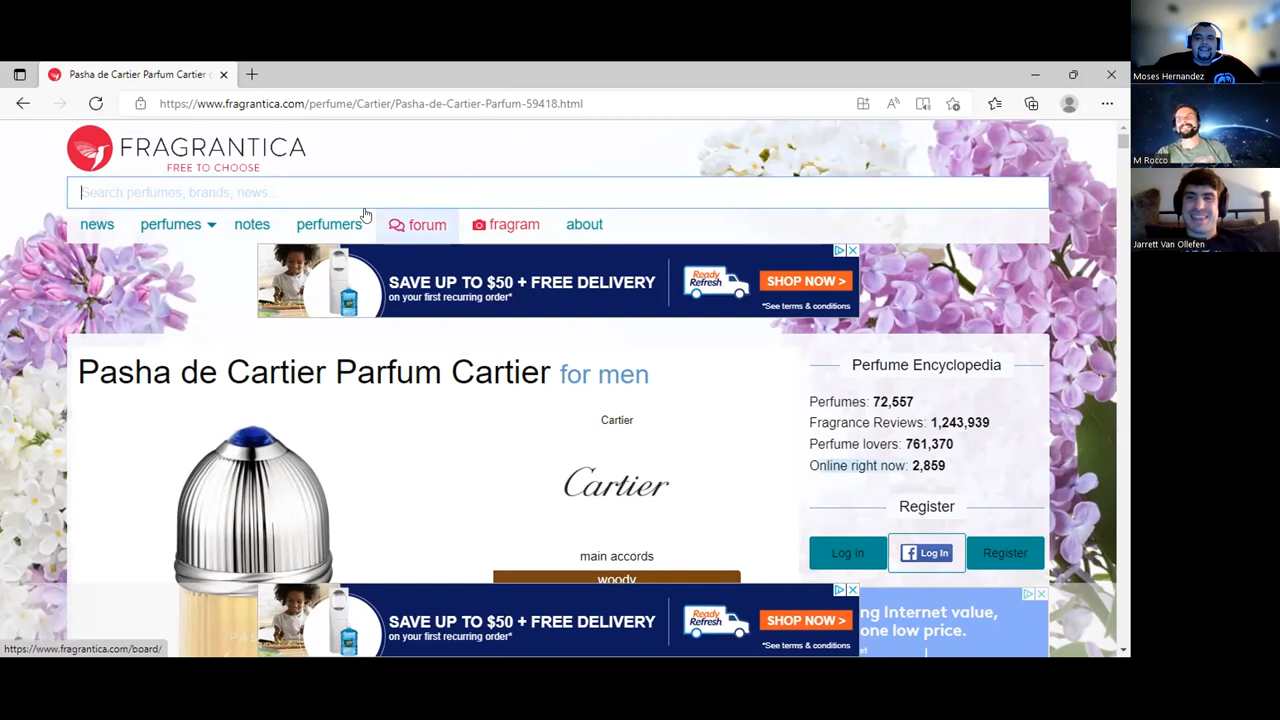 Pasha de Cartier Parfum Cartier c
https://www.fragrantica.com/perfume/Cartier/Pasha-de-Cartier-Parfum-59418.html
FRAGRANTICA
FREE TO CHOOSE
Search perfumes, brands, news...
news perfumes notes perfumers forum fragram about
SAVE UP TO $50 + FREE DELIVERY
on your first recurring order*
Ready
Refresh
SHOP NOW >
*See terms & conditions
Pasha de Cartier Parfum Cartier for men
Cartier
Cartier
main accords
woody
Perfume Encyclopedia
Perfumes: 72,557
Fragrance Reviews: 1,243,939
Perfume lovers: 761,370
Online right now: 2,859
Register
Log in
Log In
Register
SAVE UP TO $50 + FREE DELIVERY
on your first recurring order*
Ready
Refresh
SHOP NOW >
*See terms & conditions
ng Internet value,
one low price.
https://www.fragrantica.com/board/
Moses Hernandez
M Rocco
Jarrett Van Ollefen